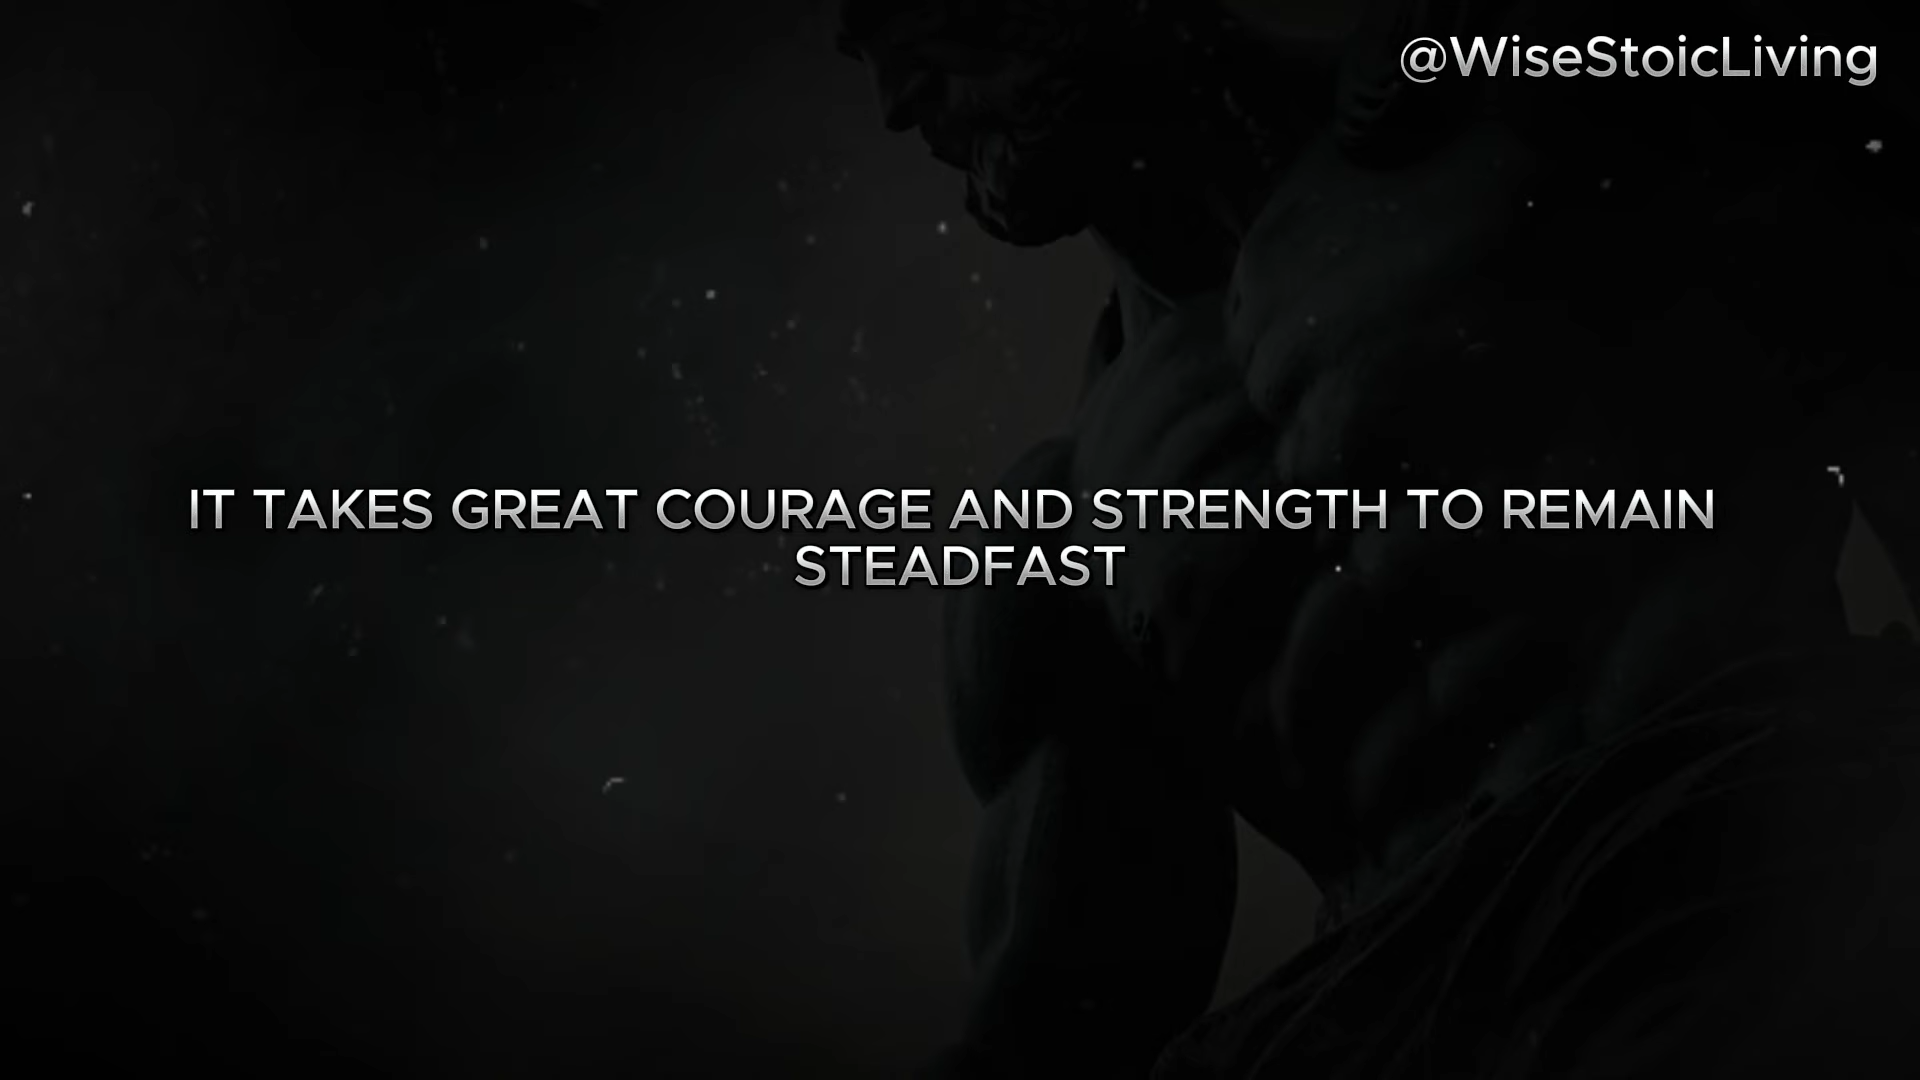 @WiseStoicLiving
IT TAKES GREAT COURAGE AND STRENGTH TO REMAIN
STEADFAST